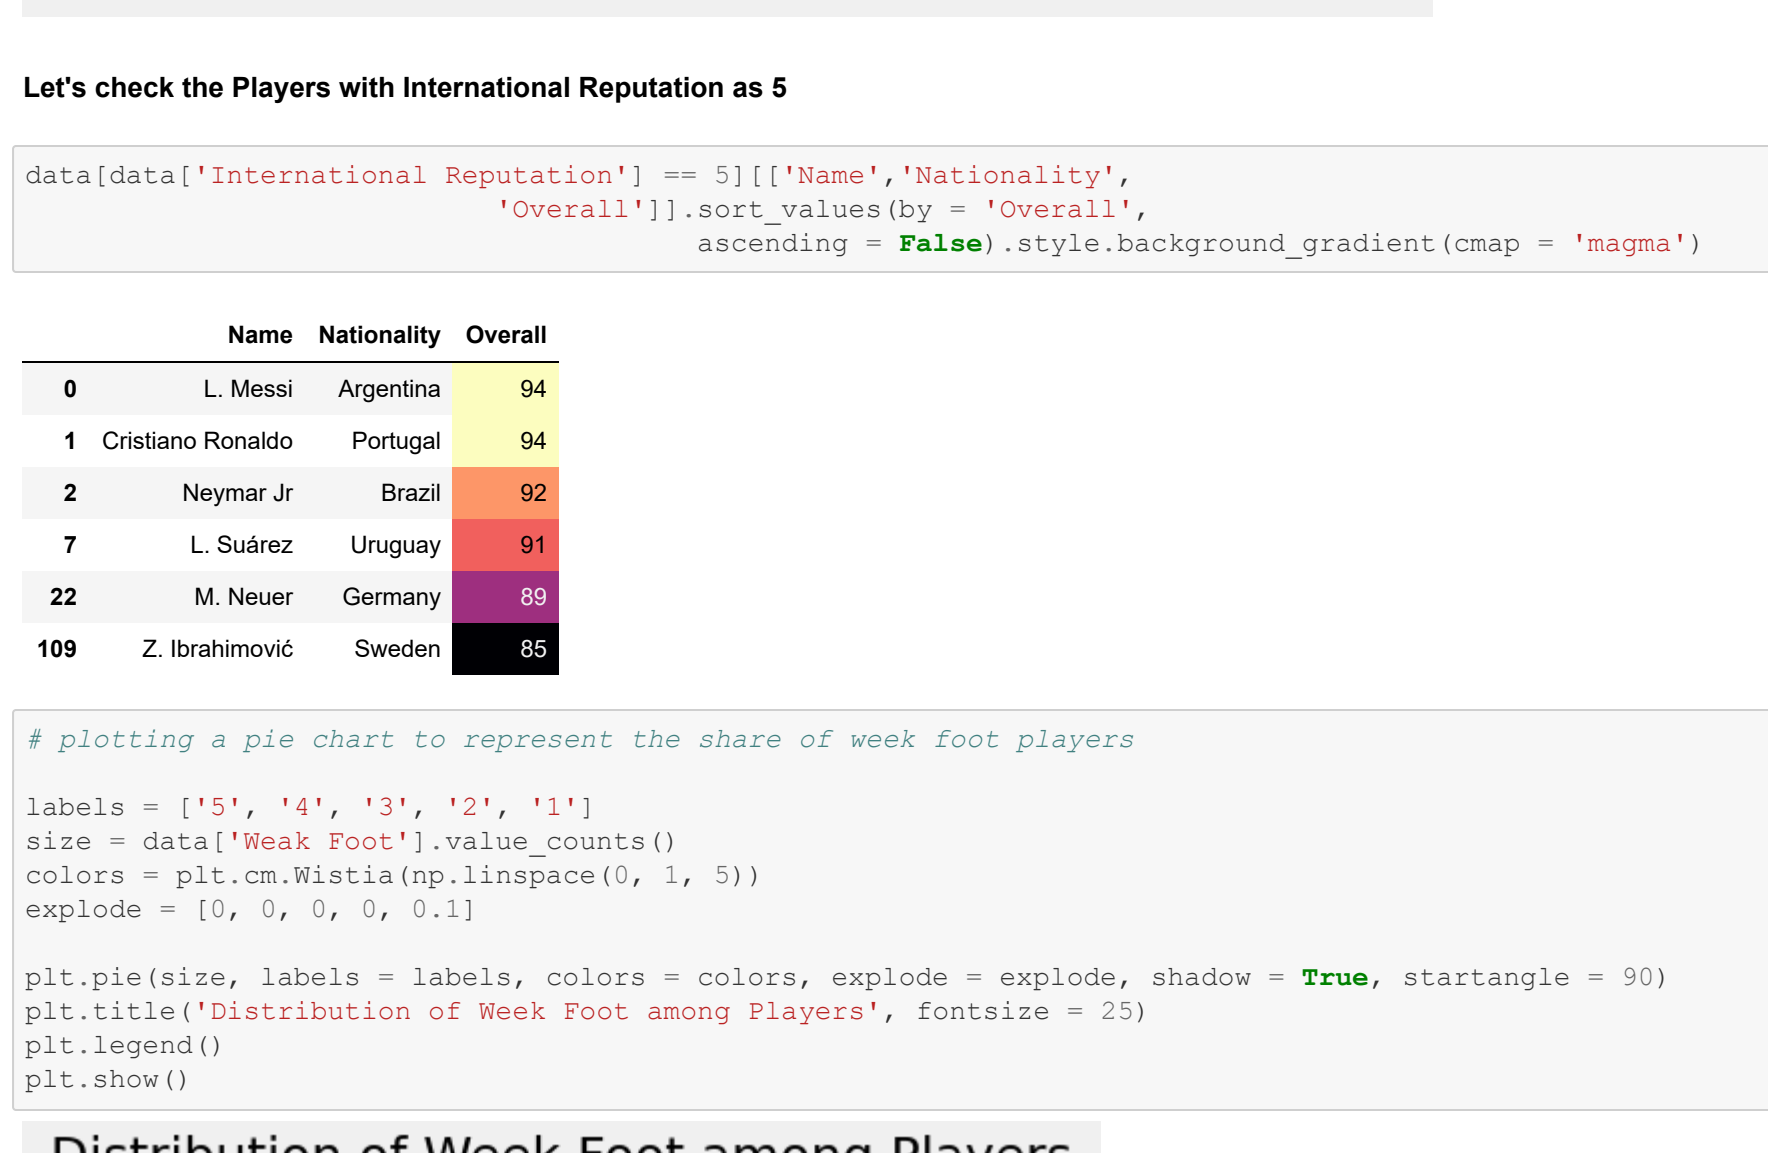 Let's check the Players with International Reputation as 5
data[data['International Reputation'] == 5][['Name','Nationality',
'Overall']].sort_values(by = 'Overall',
ascending = False).style.background_gradient(cmap = 'magma')
Name Nationality Overall
0 L. Messi Argentina 94
1 Cristiano Ronaldo Portugal 94
2 Neymar Jr Brazil 92
7 L. Suárez Uruguay 91
22 M. Neuer Germany 89
109 Z. Ibrahimović Sweden 85
# plotting a pie chart to represent the share of week foot players
labels = ['5', '4', '3', '2', '1']
size = data['Weak Foot'].value_counts()
colors = plt.cm.Wistia(np.linspace(0, 1, 5))
explode = [0, 0, 0, 0, 0.1]
plt.pie(size, labels = labels, colors = colors, explode = explode, shadow = True, startangle = 90)
plt.title('Distribution of Week Foot among Players', fontsize = 25)
plt.legend()
plt.show()
Distribution of Week Foot among Players